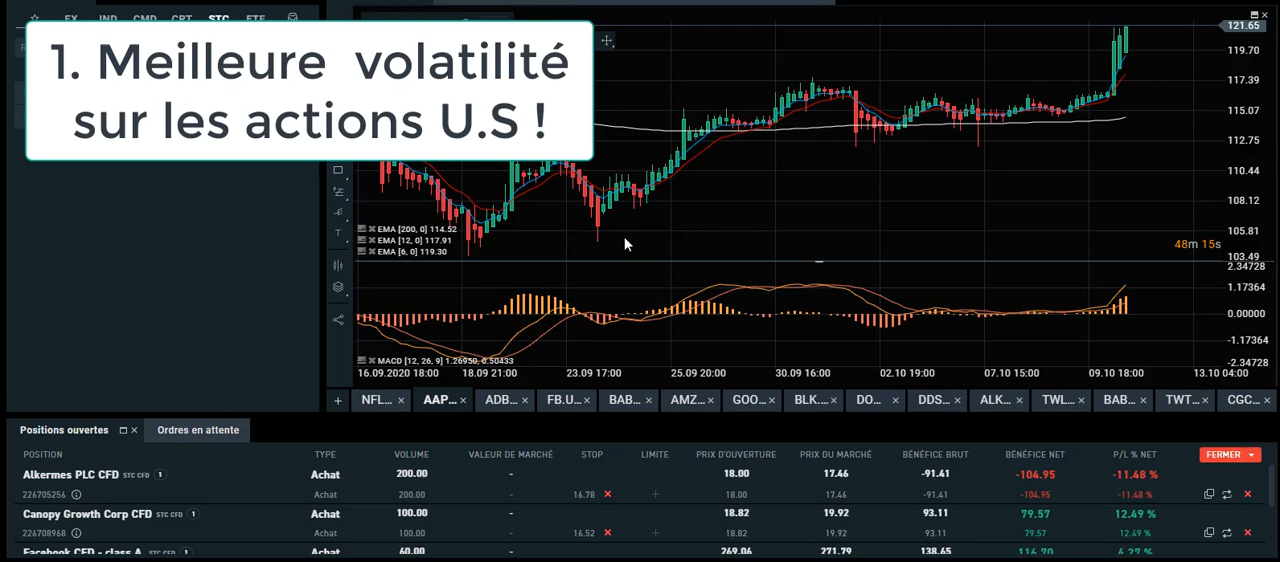 FX IND CMD CRT STC ETF
1. Meilleure volatilité
sur les actions U.S !
121.65
119.70
117.39
115.07
112.75
110.44
108.12
105.81
103.49
EMA [200, 0] 114.52
EMA [12, 0] 117.91
EMA [6, 0] 119.30
48m 15s
2.34728
1.17364
0.00000
-1.17364
-2.34728
MACD [12, 26, 9] 1.26950, 0.50433
16.09.2020 18:00 18.09 21:00 23.09 17:00 25.09 20:00 30.09 16:00 02.10 19:00 07.10 15:00 09.10 18:00 13.10 04:00
+ NFL... × AAP... × ADB... × FB.U... × BAB... × AMZ... × GOO... × BLK.... × DO... × DDS... × ALK... × TWL... × BAB... × TWT... × CGC... ×
Positions ouvertes × Ordres en attente
POSITION TYPE VOLUME VALEUR DE MARCHÉ STOP LIMITE PRIX D'OUVERTURE PRIX DU MARCHÉ BÉNÉFICE BRUT BÉNÉFICE NET P/L % NET FERMER
Alkermes PLC CFD STC CFD 1 Achat 200.00 - 18.00 17.46 -91.41 -104.95 -11.48 %
226705256 Achat 200.00 - 16.78 × + 18.00 17.46 -91.41 -104.95 -11.48 % ×
Canopy Growth Corp CFD STC CFD 1 Achat 100.00 - 18.82 19.92 93.11 79.57 12.49 %
226708968 Achat 100.00 - 16.52 × + 18.82 19.92 93.11 79.57 12.49 % ×
Facebook CFD - class A STC CFD 1 Achat 60.00 - 269.06 271.79 138.65 116.70 4.27 %